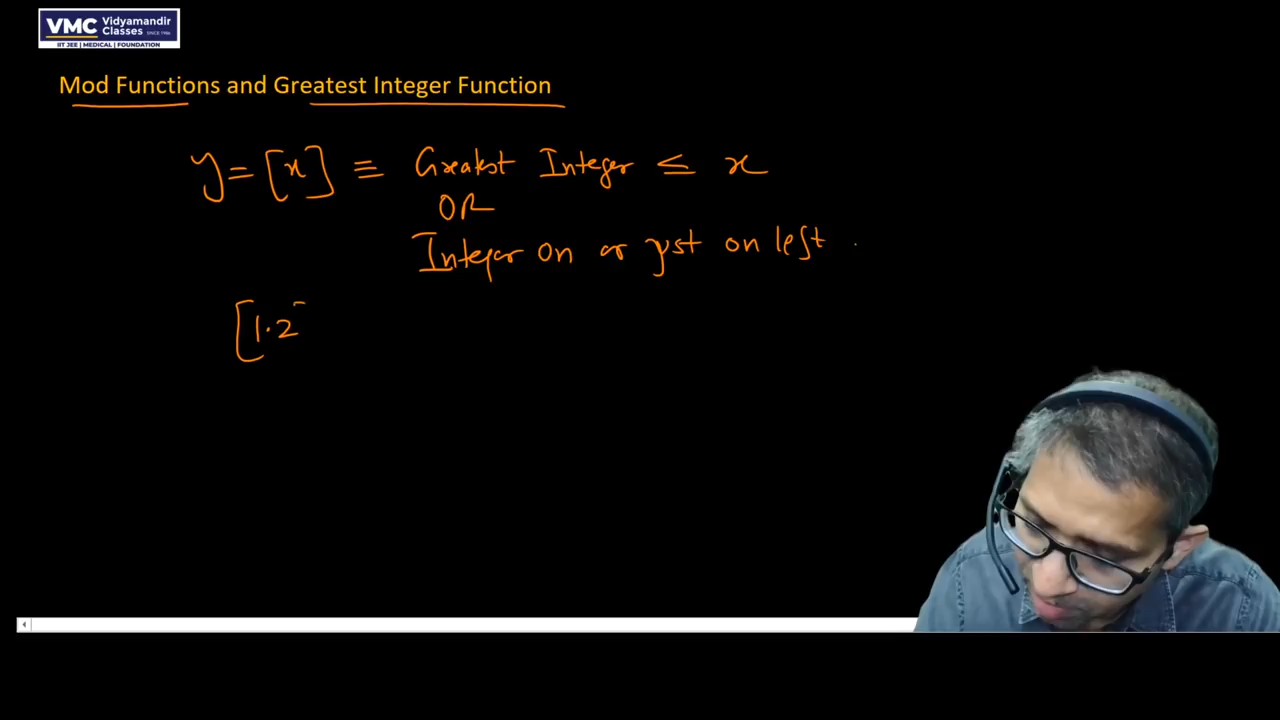 VMC Vidyamandir Classes SINCE 1986
IIT JEE | MEDICAL | FOUNDATION
Mod Functions and Greatest Integer Function
y = [x] ≡ Greatest Integer ≤ x
OR
Integer on or just on left .
[1.2